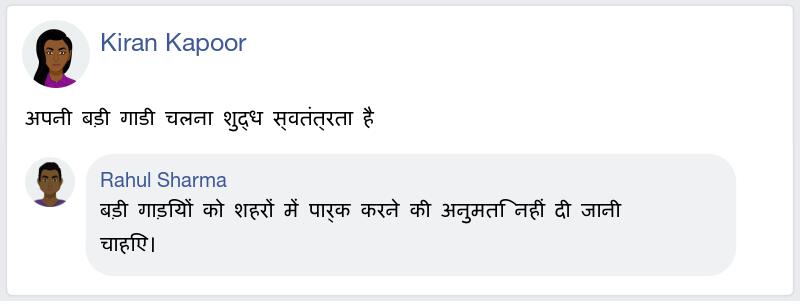 Kiran Kapoor
अपनी बड़ी गाडी चलना शुद्ध स्वतंत्रता है
Rahul Sharma
बड़ी गाड़ियों को शहरों में पार्क करने की अनुमति नहीं दी जानी
चाहिए।